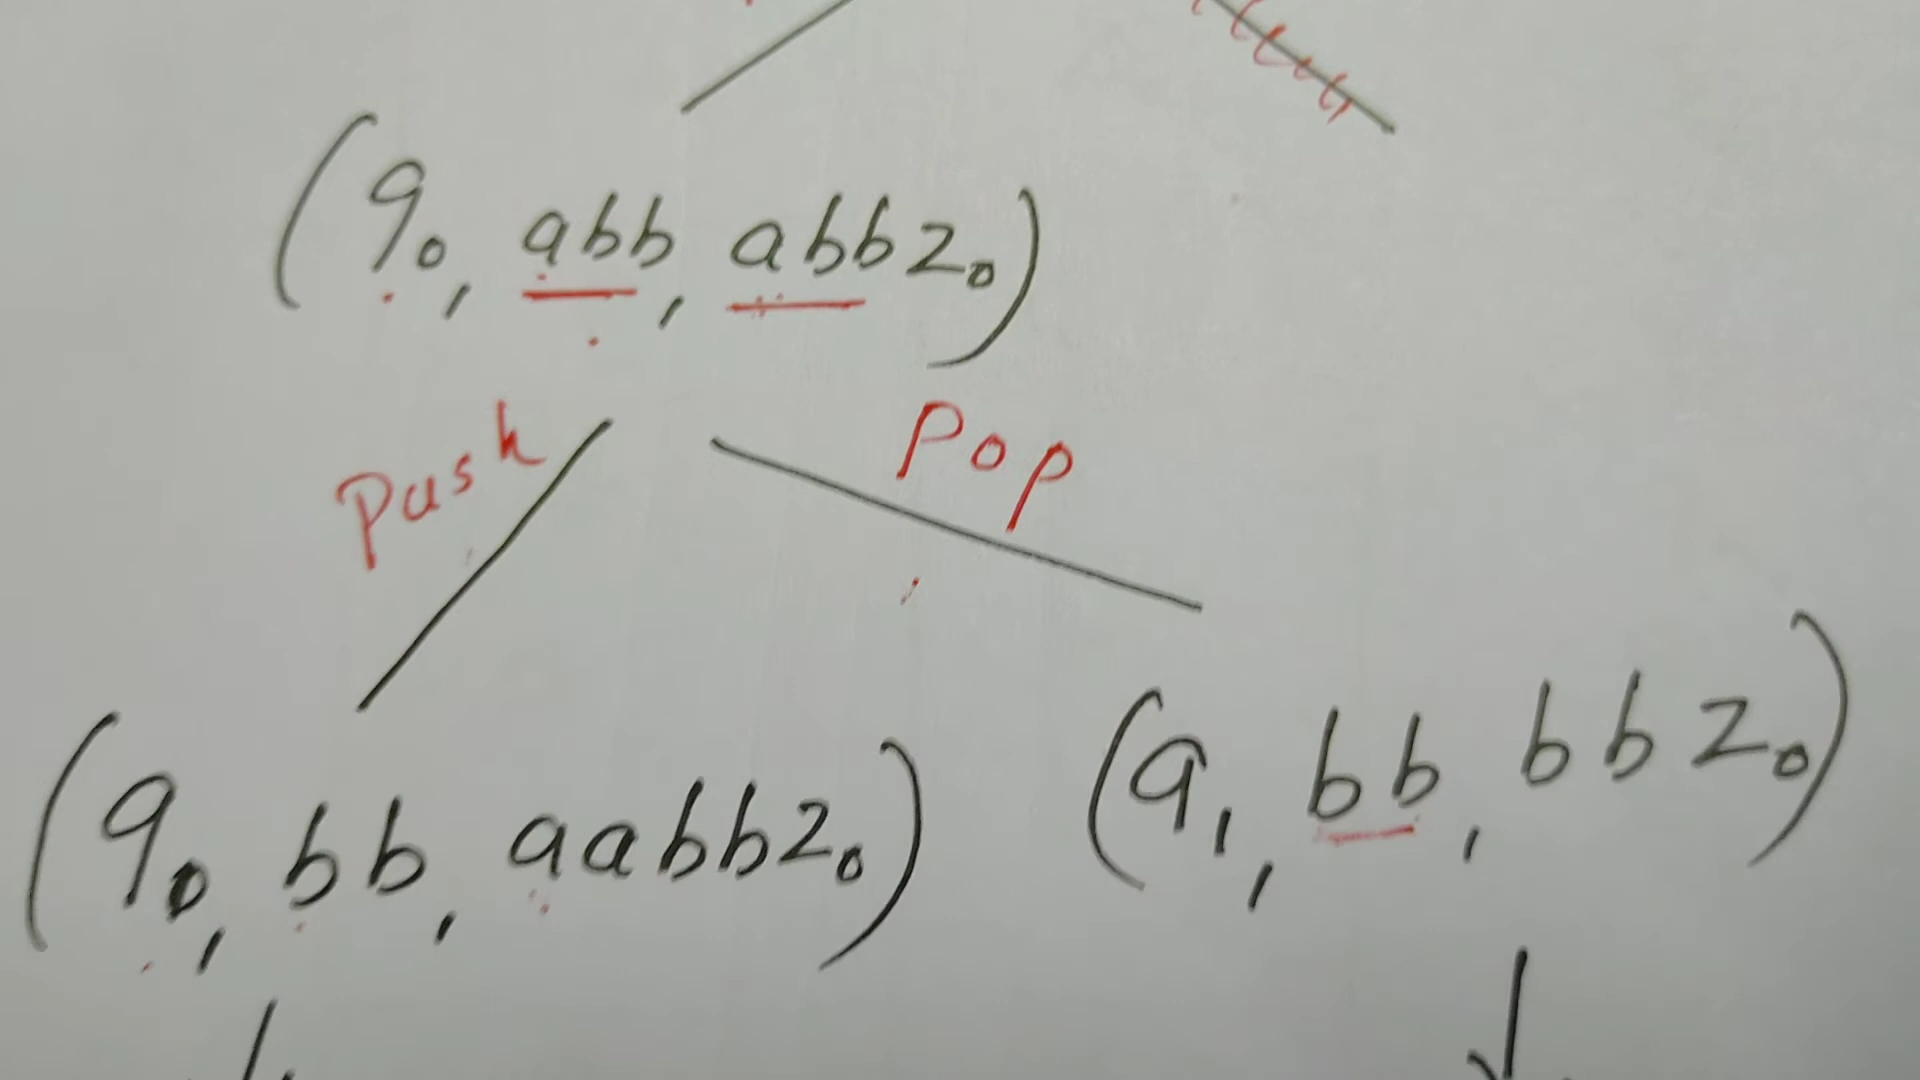 (q₀, abb, abbz₀)
Push
Pop
(q₀, bb, aabbz₀)
(q₁, bb, bbz₀)